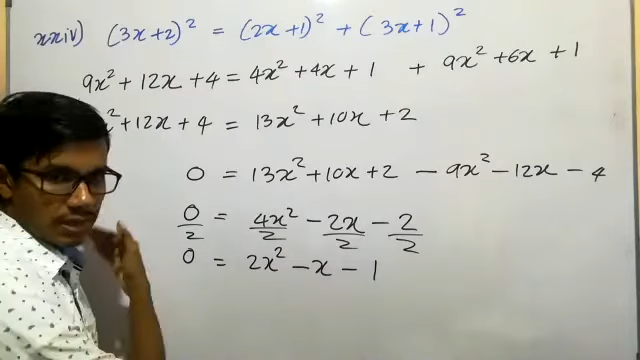 xxiv) (3x+2)² = (2x+1)² + (3x+1)²
9x² + 12x + 4 = 4x² + 4x + 1 + 9x² + 6x + 1
² + 12x + 4 = 13x² + 10x + 2
0 = 13x² + 10x + 2 - 9x² - 12x - 4
0/2 = 4x²/2 - 2x/2 - 2/2
0 = 2x² - x - 1